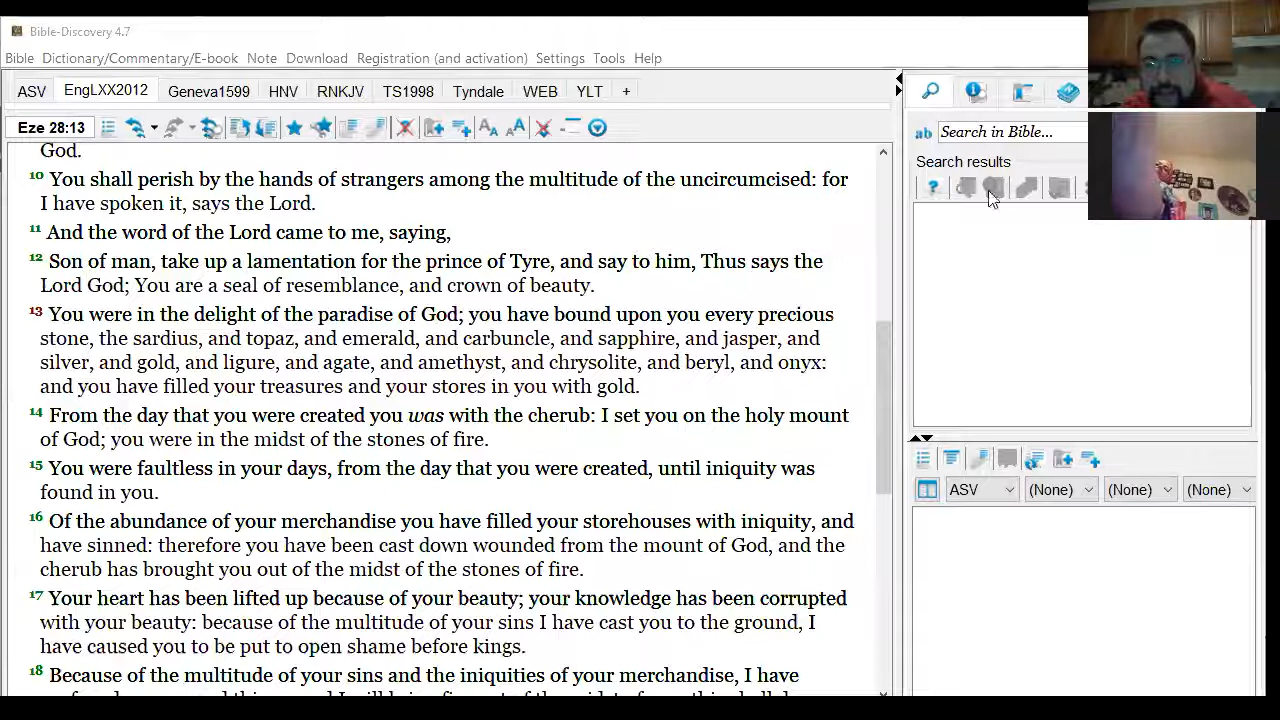 Bible-Discovery 4.7
Bible Dictionary/Commentary/E-book Note Download Registration (and activation) Settings Tools Help
ASV EngLXX2012 Geneva1599 HNV RNKJV TS1998 Tyndale WEB YLT +
Eze 28:13
ab Search in Bible...
Search results
God.
10 You shall perish by the hands of strangers among the multitude of the uncircumcised: for
I have spoken it, says the Lord.
11 And the word of the Lord came to me, saying,
12 Son of man, take up a lamentation for the prince of Tyre, and say to him, Thus says the
Lord God; You are a seal of resemblance, and crown of beauty.
13 You were in the delight of the paradise of God; you have bound upon you every precious
stone, the sardius, and topaz, and emerald, and carbuncle, and sapphire, and jasper, and
silver, and gold, and ligure, and agate, and amethyst, and chrysolite, and beryl, and onyx:
and you have filled your treasures and your stores in you with gold.
14 From the day that you were created you was with the cherub: I set you on the holy mount
of God; you were in the midst of the stones of fire.
15 You were faultless in your days, from the day that you were created, until iniquity was
found in you.
16 Of the abundance of your merchandise you have filled your storehouses with iniquity, and
have sinned: therefore you have been cast down wounded from the mount of God, and the
cherub has brought you out of the midst of the stones of fire.
17 Your heart has been lifted up because of your beauty; your knowledge has been corrupted
with your beauty: because of the multitude of your sins I have cast you to the ground, I
have caused you to be put to open shame before kings.
18 Because of the multitude of your sins and the iniquities of your merchandise, I have
ASV (None) (None) (None)